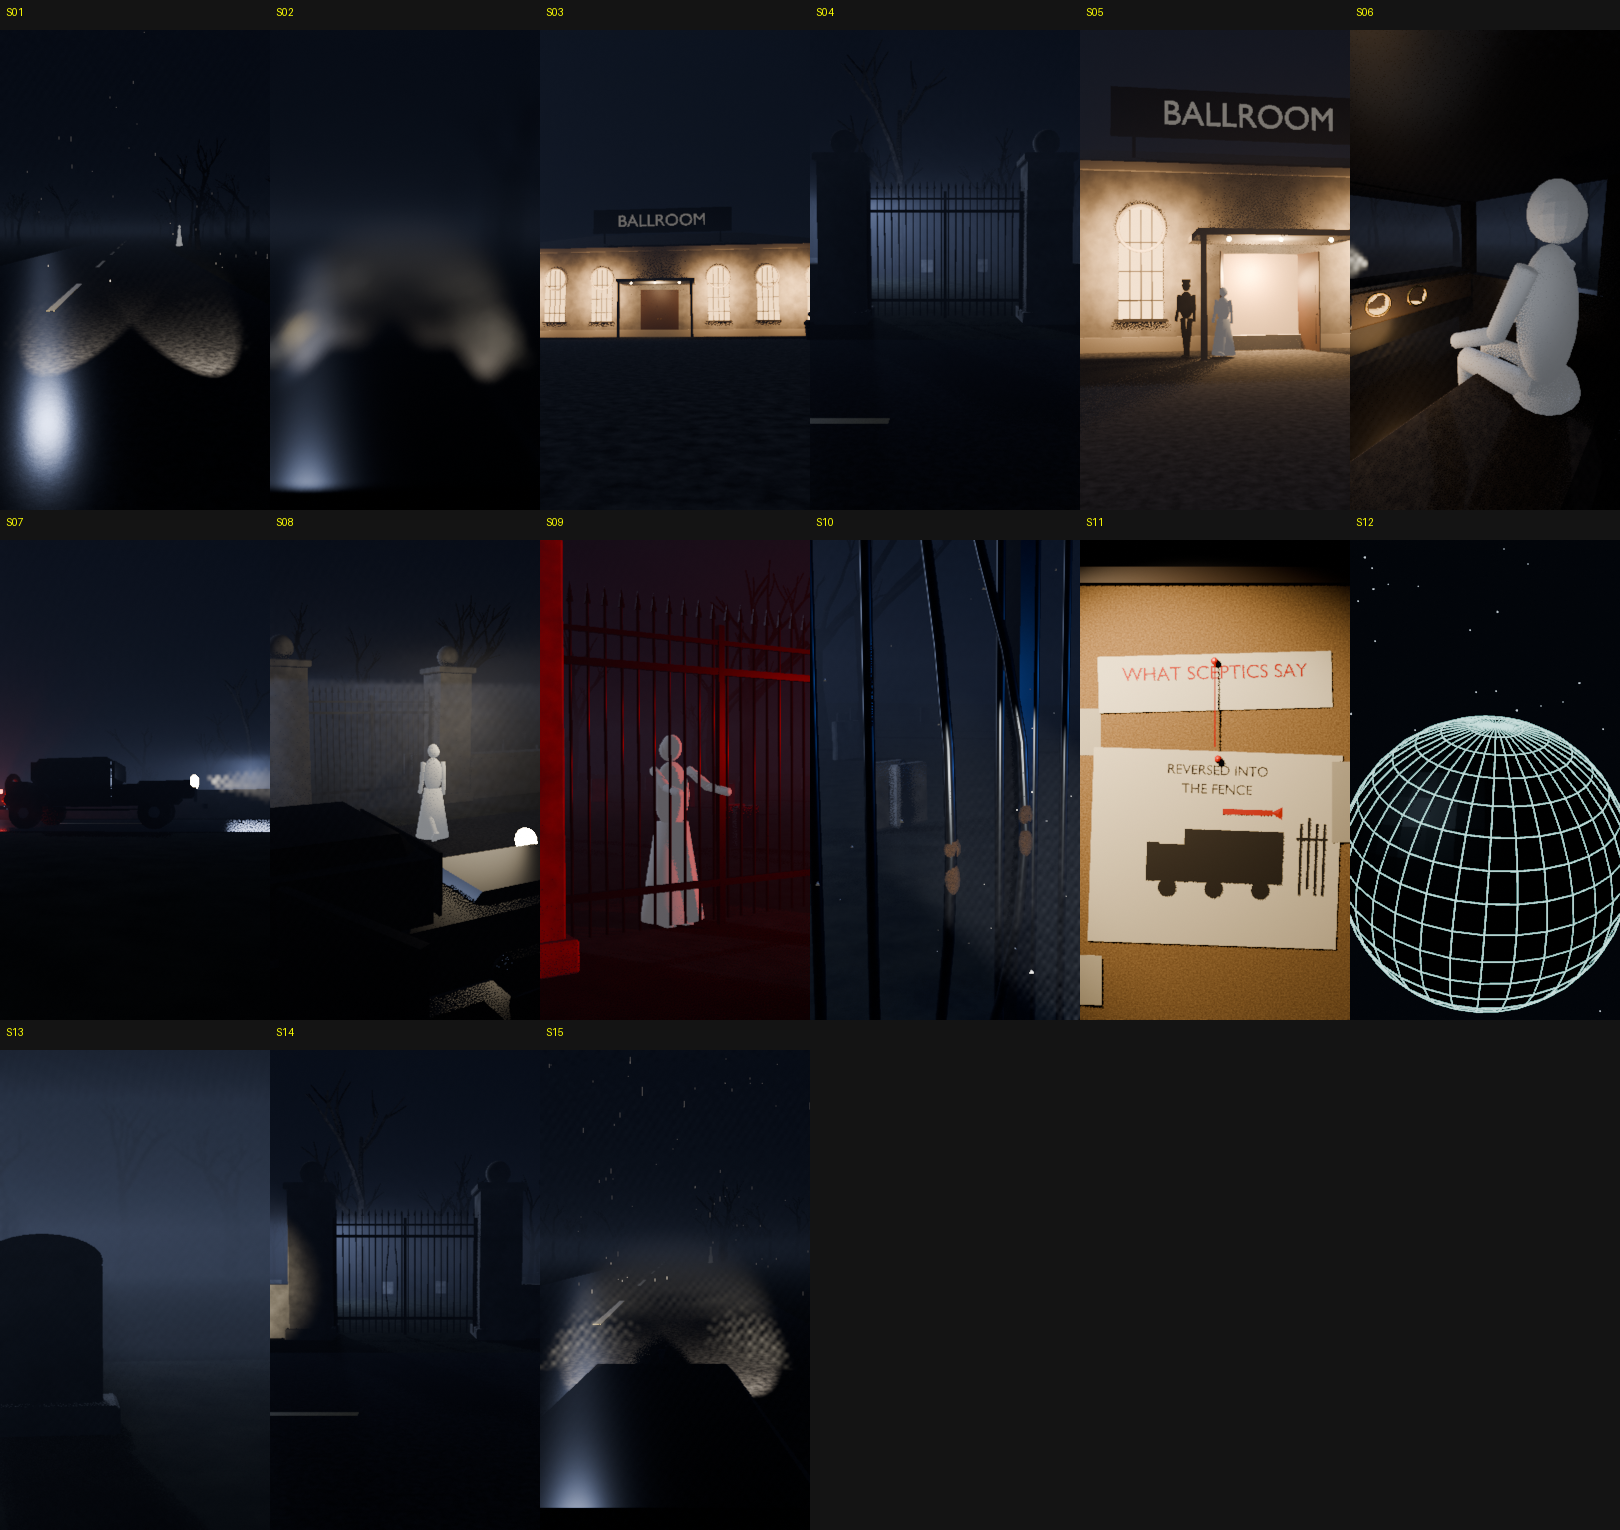 S01
S02
S03
S04
S05
S06
BALLROOM
BALLROOM
S07
S08
S09
S10
S11
S12
WHAT SCEPTICS SAY
REVERSED INTO
THE FENCE
S13
S14
S15